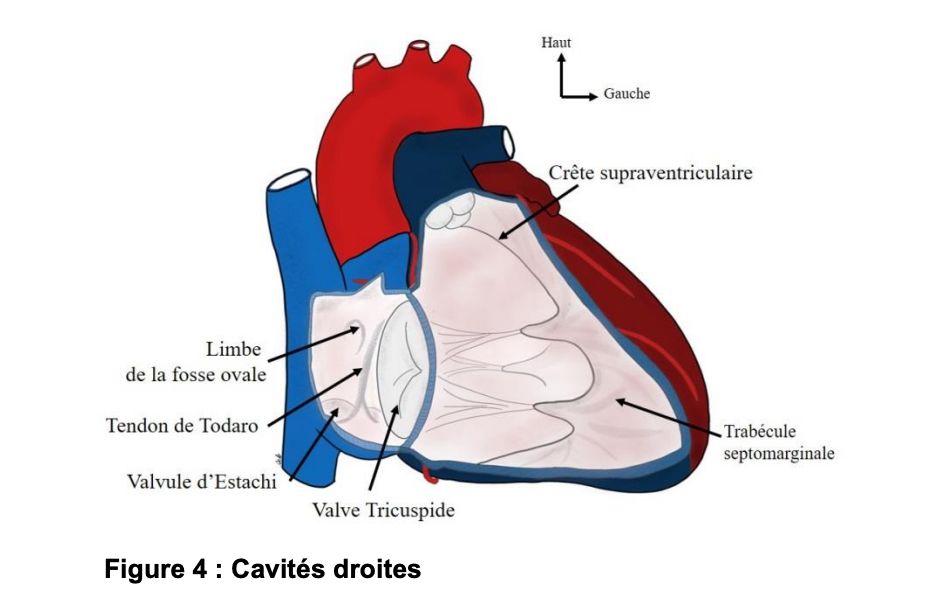 Haut
Gauche
Crête supraventriculaire
Limbe
de la fosse ovale
Tendon de Todaro
Valvule d’Estachi
Valve Tricuspide
Trabécule
septomarginale
Figure 4 : Cavités droites